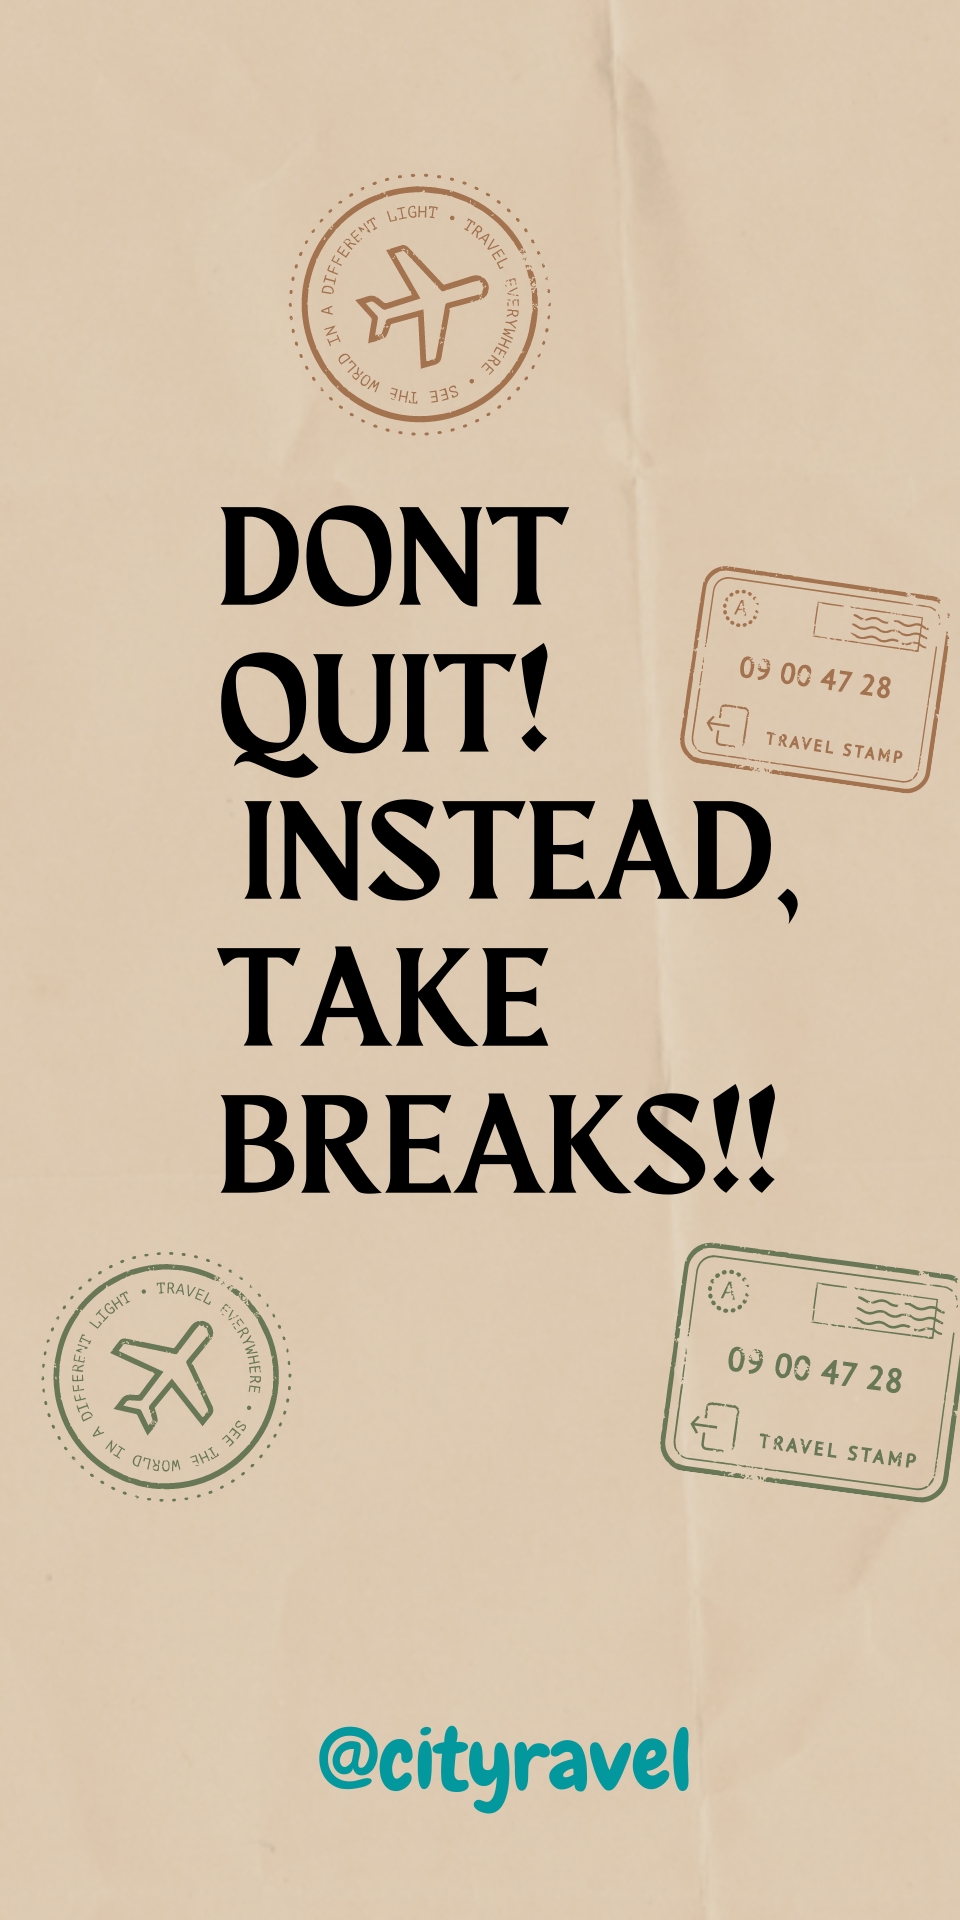 SEE THE WORLD IN A DIFFERENT LIGHT • TRAVEL EVERYWHERE •
DONT
QUIT!
INSTEAD,
TAKE
BREAKS!!
A
09 00 47 28
TRAVEL STAMP
SEE THE WORLD IN A DIFFERENT LIGHT • TRAVEL EVERYWHERE •
A
09 00 47 28
TRAVEL STAMP
@cityravel